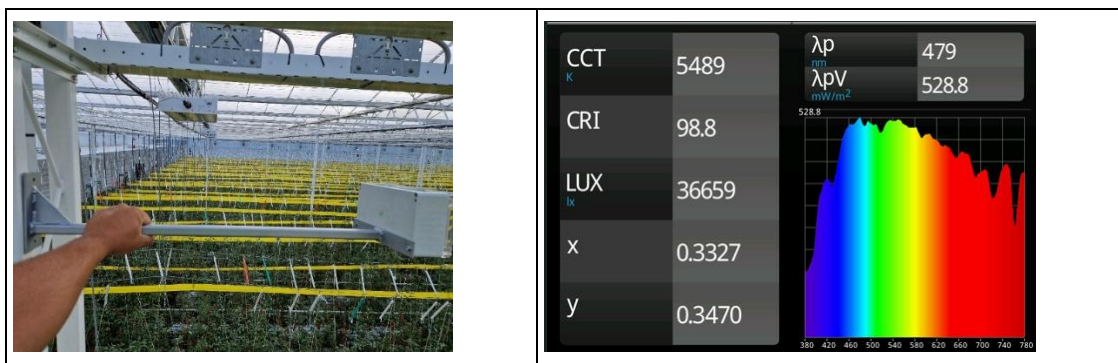 CCT
K
5489
CRI
98.8
LUX
lx
36659
x
0.3327
y
0.3470
λp
nm
479
λpV
mW/m2
528.8
528.8
380 420 460 500 540 580 620 660 700 740 780